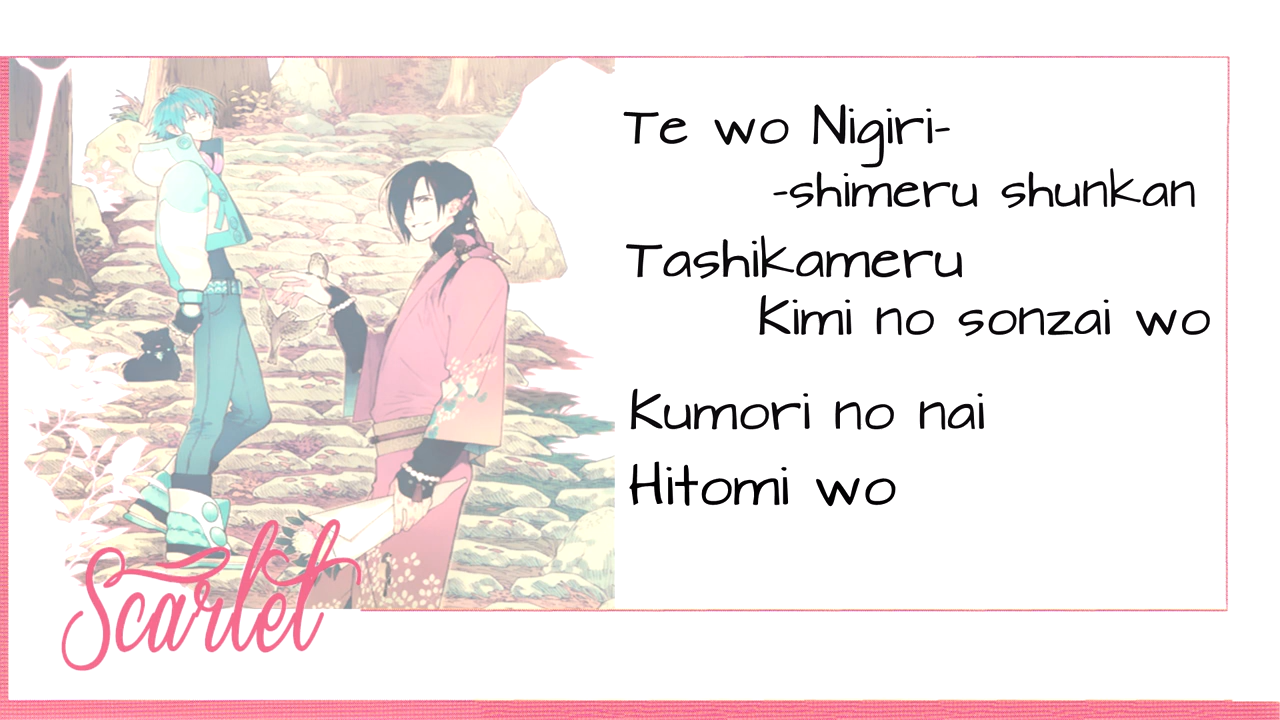 Te wo Nigiri-
-shimeru shunkan
Tashikameru
Kimi no sonzai wo
Kumori no nai
Hitomi wo
Scarlet